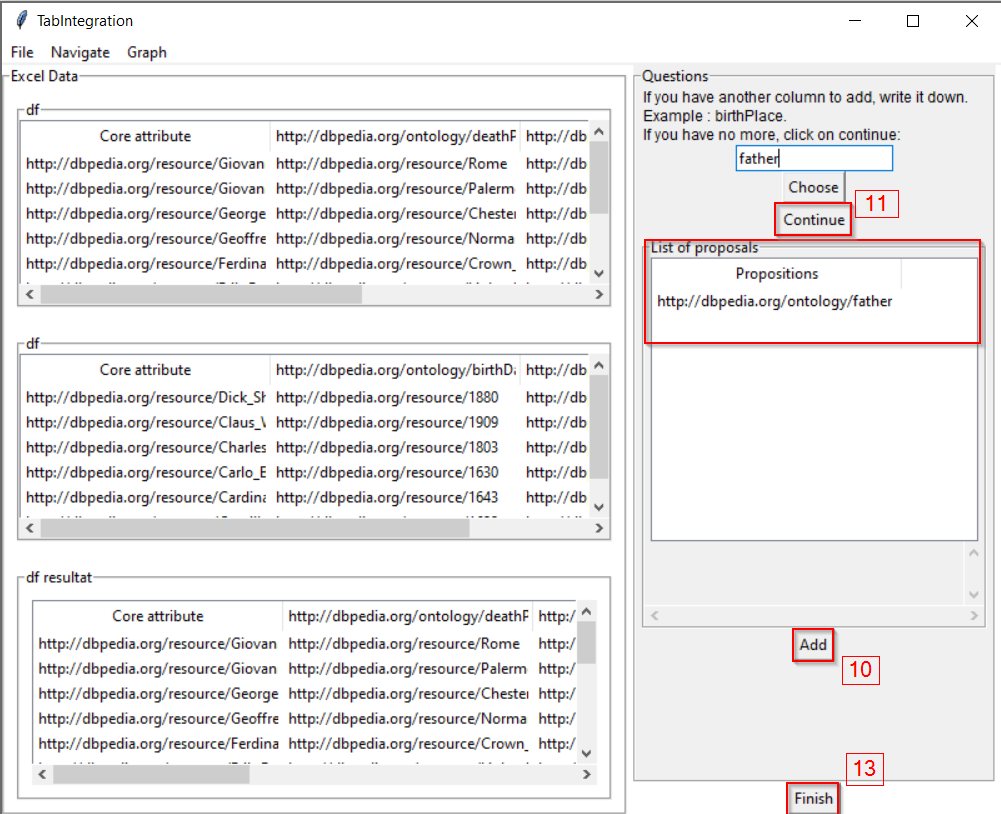 TabIntegration
File Navigate Graph
Excel Data
df
Core attribute http://dbpedia.org/ontology/deathP http://db
http://dbpedia.org/resource/Giovan http://dbpedia.org/resource/Rome http://db
http://dbpedia.org/resource/Giovan http://dbpedia.org/resource/Palerm http://db
http://dbpedia.org/resource/George http://dbpedia.org/resource/Chester http://db
http://dbpedia.org/resource/Geoffre http://dbpedia.org/resource/Norma http://db
http://dbpedia.org/resource/Ferdina http://dbpedia.org/resource/Crown_ http://db
df
Core attribute http://dbpedia.org/ontology/birthDa http://db
http://dbpedia.org/resource/Dick_Sh http://dbpedia.org/resource/1880 http://db
http://dbpedia.org/resource/Claus_V http://dbpedia.org/resource/1909 http://db
http://dbpedia.org/resource/Charles http://dbpedia.org/resource/1803 http://db
http://dbpedia.org/resource/Carlo_E http://dbpedia.org/resource/1630 http://db
http://dbpedia.org/resource/Cardina http://dbpedia.org/resource/1643 http://db
df resultat
Core attribute http://dbpedia.org/ontology/deathP http:/
http://dbpedia.org/resource/Giovan http://dbpedia.org/resource/Rome http:/
http://dbpedia.org/resource/Giovan http://dbpedia.org/resource/Palerm http:/
http://dbpedia.org/resource/George http://dbpedia.org/resource/Chester http:/
http://dbpedia.org/resource/Geoffre http://dbpedia.org/resource/Norma http:/
http://dbpedia.org/resource/Ferdina http://dbpedia.org/resource/Crown_ http:/
Questions
If you have another column to add, write it down.
Example : birthPlace.
If you have no more, click on continue:
father
Choose
11
Continue
List of proposals
Propositions
http://dbpedia.org/ontology/father
Add
10
13
Finish